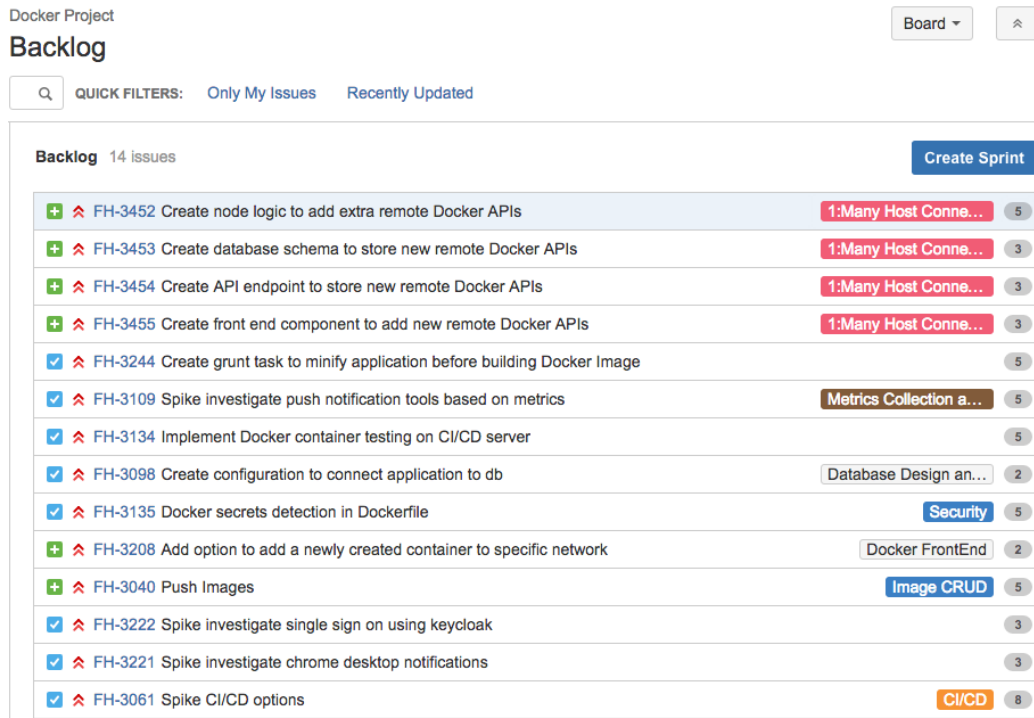 Docker Project
Board
Backlog
QUICK FILTERS: Only My Issues Recently Updated
Backlog 14 issues Create Sprint
FH-3452 Create node logic to add extra remote Docker APIs 1:Many Host Conne... 5
FH-3453 Create database schema to store new remote Docker APIs 1:Many Host Conne... 3
FH-3454 Create API endpoint to store new remote Docker APIs 1:Many Host Conne... 3
FH-3455 Create front end component to add new remote Docker APIs 1:Many Host Conne... 3
FH-3244 Create grunt task to minify application before building Docker Image 5
FH-3109 Spike investigate push notification tools based on metrics Metrics Collection a... 5
FH-3134 Implement Docker container testing on CI/CD server 5
FH-3098 Create configuration to connect application to db Database Design an... 2
FH-3135 Docker secrets detection in Dockerfile Security 5
FH-3208 Add option to add a newly created container to specific network Docker FrontEnd 2
FH-3040 Push Images Image CRUD 5
FH-3222 Spike investigate single sign on using keycloak 3
FH-3221 Spike investigate chrome desktop notifications 3
FH-3061 Spike CI/CD options CI/CD 8